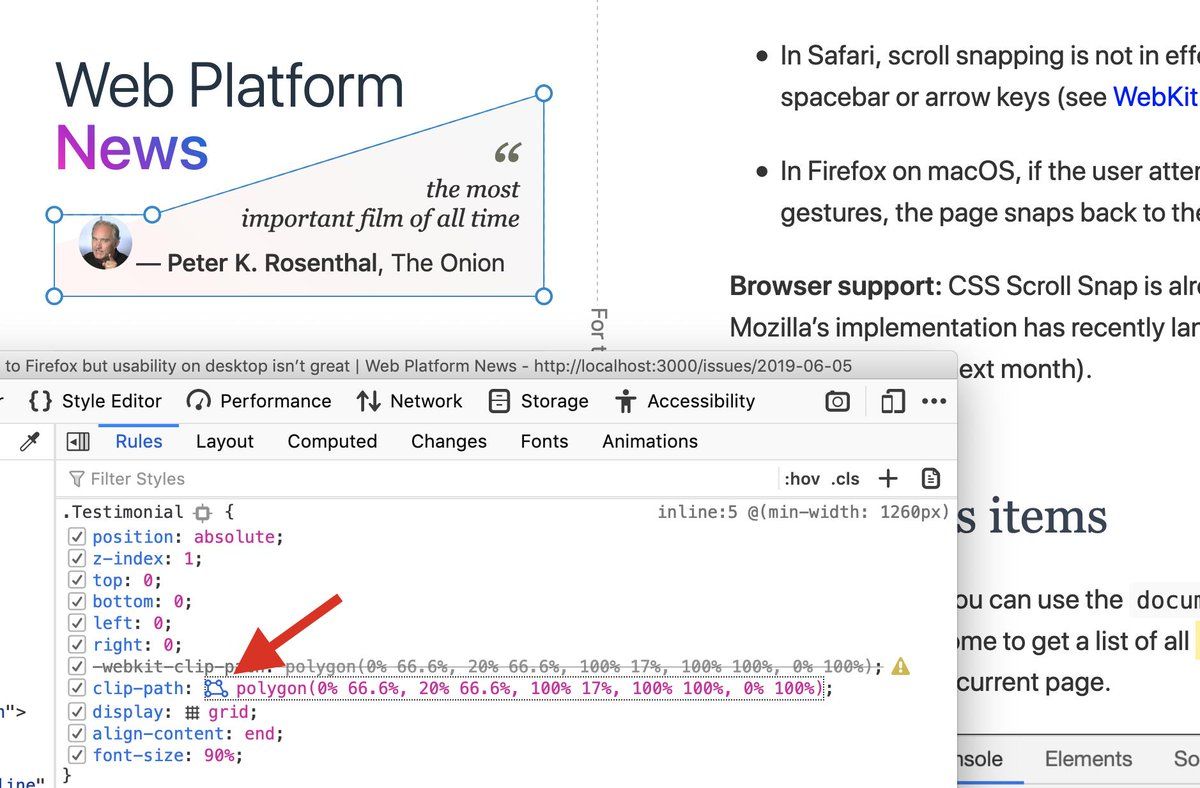 Web Platform
News
“
the most
important film of all time
— Peter K. Rosenthal, The Onion
In Safari, scroll snapping is not in effe
spacebar or arrow keys (see WebKit
In Firefox on macOS, if the user atter
gestures, the page snaps back to the
Browser support: CSS Scroll Snap is alr
Mozilla’s implementation has recently lan
ext month).
For t
s items
ou can use the docum
ome to get a list of all
current page.
to Firefox but usability on desktop isn’t great | Web Platform News - http://localhost:3000/issues/2019-06-05
r {} Style Editor Performance Network Storage Accessibility •••
Rules Layout Computed Changes Fonts Animations
Filter Styles :hov .cls +
.Testimonial { inline:5 @(min-width: 1260px)
position: absolute;
z-index: 1;
top: 0;
bottom: 0;
left: 0;
right: 0;
-webkit-clip-pa : polygon(0% 66.6%, 20% 66.6%, 100% 17%, 100% 100%, 0% 100%);
clip-path: polygon(0% 66.6%, 20% 66.6%, 100% 17%, 100% 100%, 0% 100%);
display: grid;
align-content: end;
font-size: 90%;
}
n">
line"
nsole Elements So